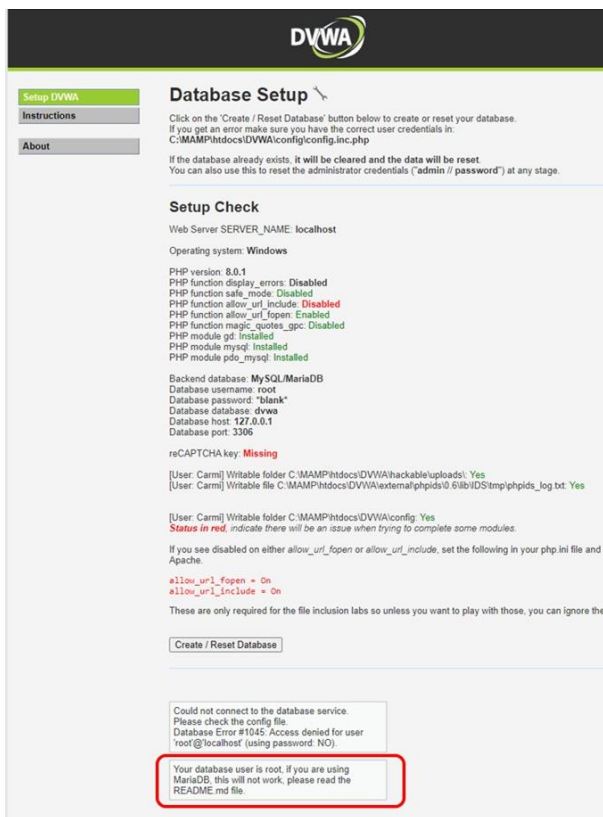 DVWA
Setup DVWA
Instructions
About
Database Setup
Click on the 'Create / Reset Database' button below to create or reset your database.
If you get an error make sure you have the correct user credentials in:
C:\MAMP\htdocs\DVWA\config\config.inc.php
If the database already exists, it will be cleared and the data will be reset.
You can also use this to reset the administrator credentials ("admin // password") at any stage.
Setup Check
Web Server SERVER_NAME: localhost
Operating system: Windows
PHP version: 8.0.1
PHP function display_errors: Disabled
PHP function safe_mode: Disabled
PHP function allow_url_include: Disabled
PHP function allow_url_fopen: Enabled
PHP function magic_quotes_gpc: Disabled
PHP module gd: Installed
PHP module mysql: Installed
PHP module pdo_mysql: Installed
Backend database: MySQL/MariaDB
Database username: root
Database password: *blank*
Database database: dvwa
Database host: 127.0.0.1
Database port: 3306
reCAPTCHA key: Missing
[User: Carmi] Writable folder C:\MAMP\htdocs\DVWA\hackable\uploads\: Yes
[User: Carmi] Writable file C:\MAMP\htdocs\DVWA\external\phpids\0.6\lib\IDS\tmp\phpids_log.txt: Yes
[User: Carmi] Writable folder C:\MAMP\htdocs\DVWA\config: Yes
Status in red, indicate there will be an issue when trying to complete some modules.
If you see disabled on either allow_url_fopen or allow_url_include, set the following in your php.ini file and
Apache.
allow_url_fopen = On
allow_url_include = On
These are only required for the file inclusion labs so unless you want to play with those, you can ignore the
Create / Reset Database
Could not connect to the database service.
Please check the config file.
Database Error #1045: Access denied for user
'root'@'localhost' (using password: NO).
Your database user is root, if you are using
MariaDB, this will not work, please read the
README.md file.